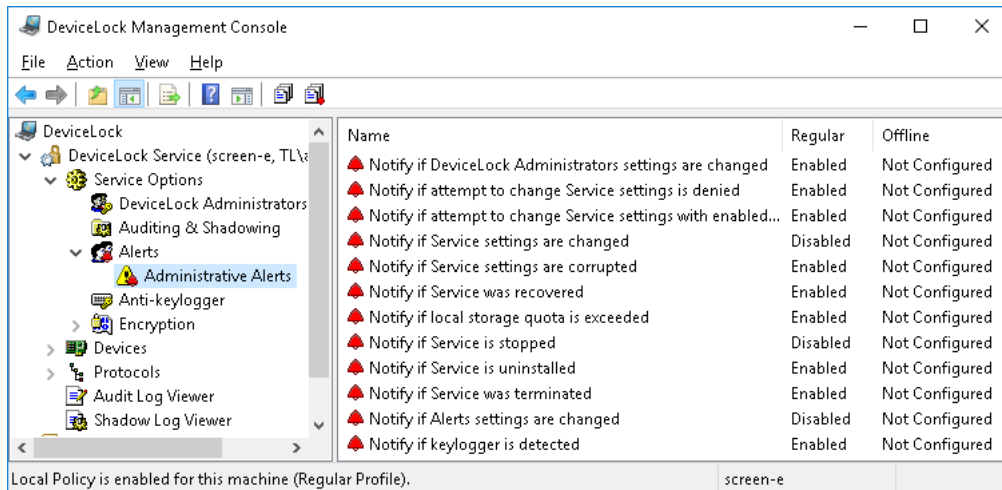 DeviceLock Management Console
File Action View Help
DeviceLock
DeviceLock Service (screen-e, TL\
Service Options
DeviceLock Administrators
Auditing & Shadowing
Alerts
Administrative Alerts
Anti-keylogger
Encryption
Devices
Protocols
Audit Log Viewer
Shadow Log Viewer
Name Regular Offline
Notify if DeviceLock Administrators settings are changed Enabled Not Configured
Notify if attempt to change Service settings is denied Enabled Not Configured
Notify if attempt to change Service settings with enabled... Enabled Not Configured
Notify if Service settings are changed Disabled Not Configured
Notify if Service settings are corrupted Enabled Not Configured
Notify if Service was recovered Enabled Not Configured
Notify if local storage quota is exceeded Enabled Not Configured
Notify if Service is stopped Disabled Not Configured
Notify if Service is uninstalled Enabled Not Configured
Notify if Service was terminated Enabled Not Configured
Notify if Alerts settings are changed Disabled Not Configured
Notify if keylogger is detected Enabled Not Configured
Local Policy is enabled for this machine (Regular Profile). screen-e